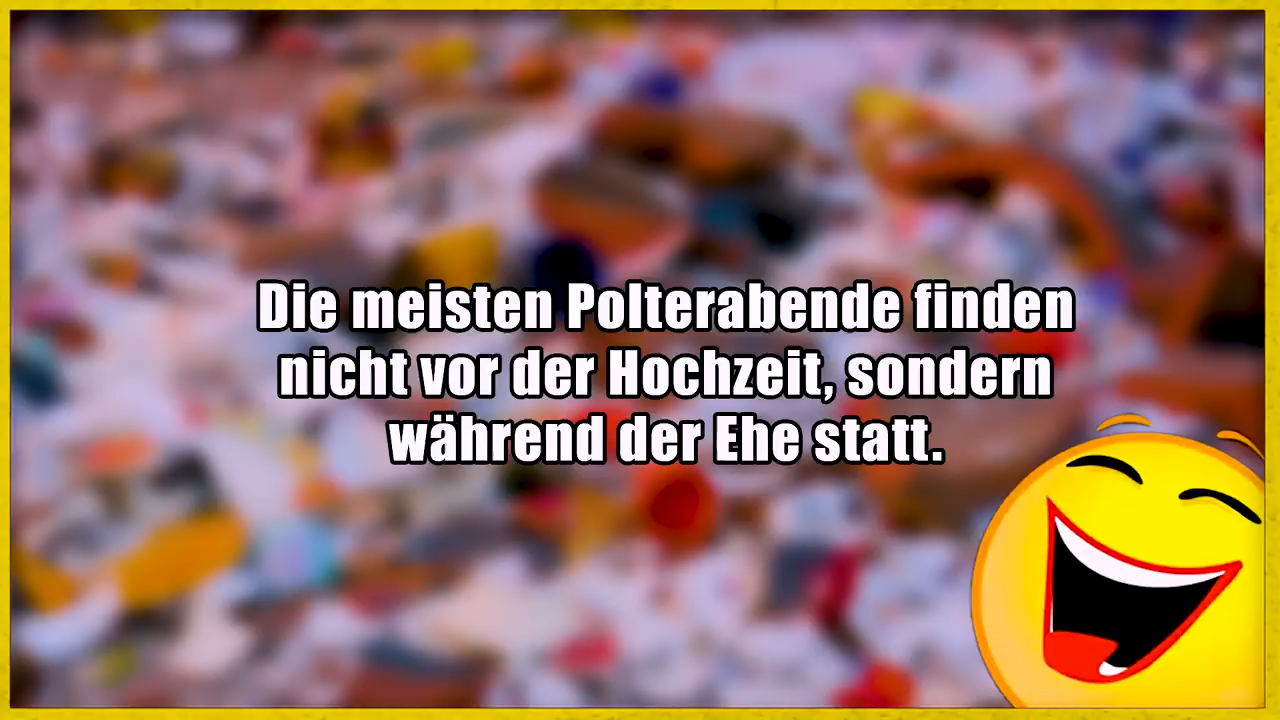 Die meisten Polterabende finden
nicht vor der Hochzeit, sondern
während der Ehe statt.